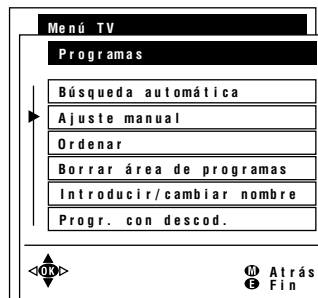 Menú TV
Programas
Búsqueda automática
Ajuste manual
Ordenar
Borrar área de programas
Introducir/cambiar nombre
Progr. con descod.
OK
M Atrás
E Fin